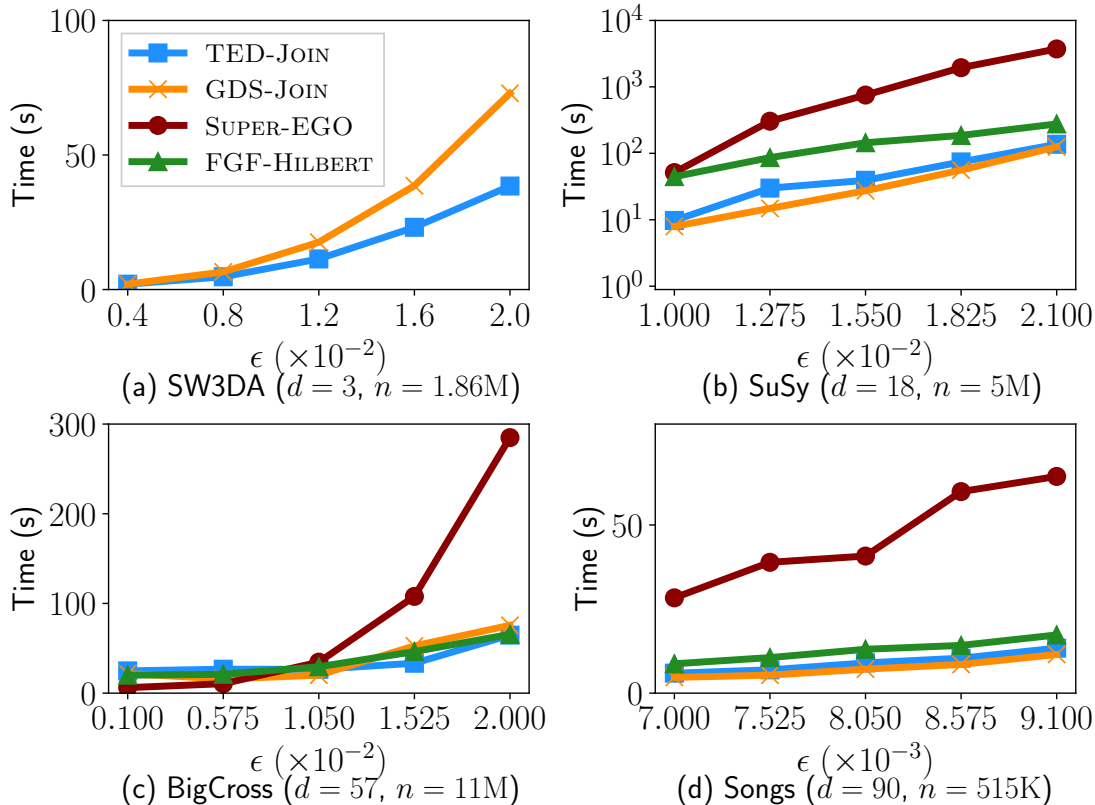 100
50
0
Time (s)
TED-JOIN
GDS-JOIN
SUPER-EGO
FGF-HILBERT
0.4 0.8 1.2 1.6 2.0
ϵ (×10⁻²)
(a) SW3DA (d = 3, n = 1.86M)
10⁴
10³
10²
10¹
10⁰
Time (s)
1.000 1.275 1.550 1.825 2.100
ϵ (×10⁻²)
(b) SuSy (d = 18, n = 5M)
300
200
100
0
Time (s)
0.100 0.575 1.050 1.525 2.000
ϵ (×10⁻²)
(c) BigCross (d = 57, n = 11M)
50
0
Time (s)
7.000 7.525 8.050 8.575 9.100
ϵ (×10⁻³)
(d) Songs (d = 90, n = 515K)